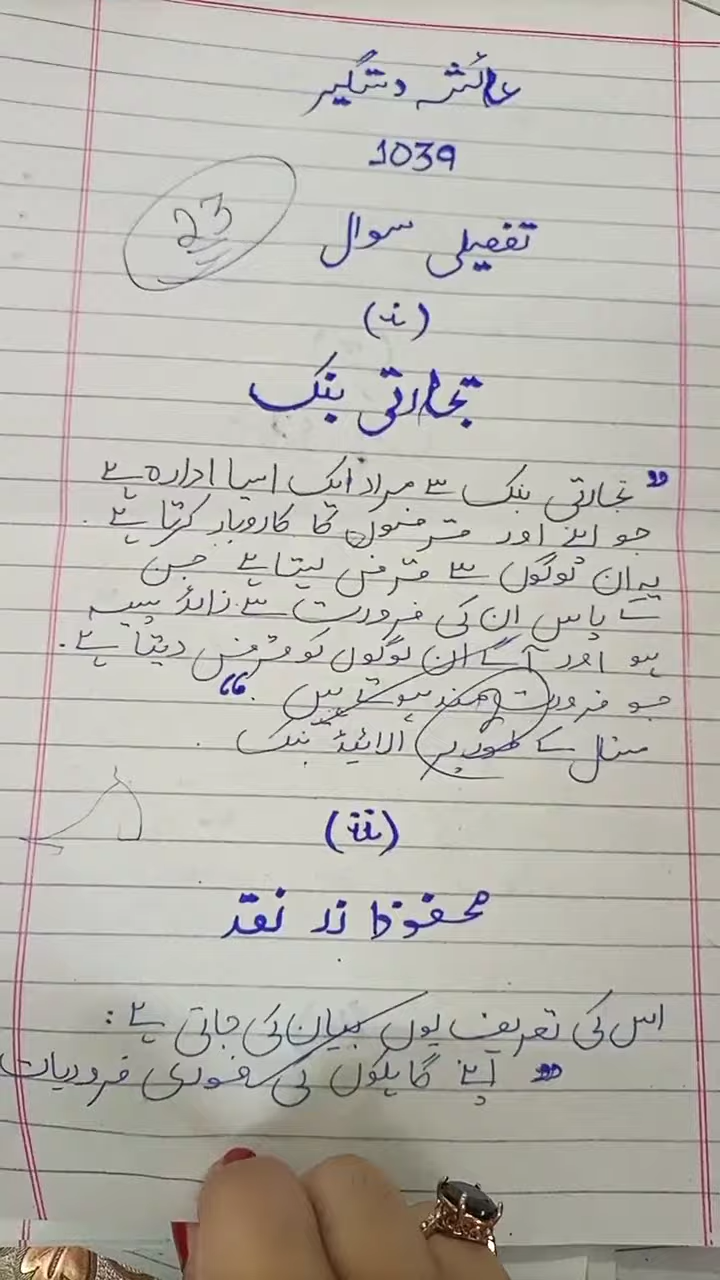 عائشہ دستگیر
1039
23
تفصیلی سوال
(i)
تجارتی بنک
” تجارتی بنک سے مراد ایک ایسا ادارہ ہے
جو اپنے اور قرضوں کا کاروبار کرتا ہے۔
یہ ان لوگوں سے قرض لیتا ہے جن
کے پاس ان کی ضرورت سے زائد پیسہ
ہو اور آگے ان لوگوں کو قرض دیتا ہے۔
جو ضرورت مند ہوتے ہیں ۔“
مثال کے طور پر الائیڈ بنک ۔
(ii)
محفوظ زر نقد
اس کی تعریف یوں بیان کی جاتی ہے :
” اپنے گاہکوں کی فوری ضروریات